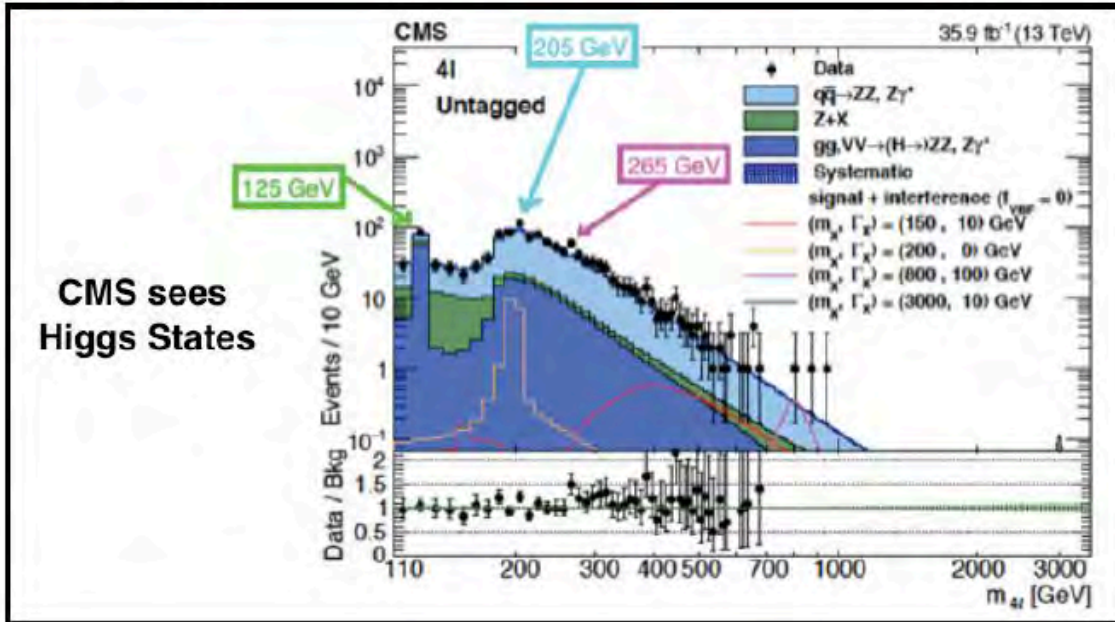 CMS
35.9 fb⁻¹ (13 TeV)
205 GeV
4l
Untagged
Data
qq̄→ZZ, Zγ*
Z+X
gg,VV→(H→)ZZ, Zγ*
Systematic
signal + interference (f_VBF = 0)
(m_X, Γ_X) = (150 , 10) GeV
(m_X, Γ_X) = (200 , 0) GeV
(m_X, Γ_X) = (800 , 100) GeV
(m_X, Γ_X) = (3000 , 10) GeV
125 GeV
265 GeV
CMS sees
Higgs States
Events / 10 GeV
10⁴
10³
10²
10
1
10⁻¹
Data / Bkg
2
1.5
1
0.5
0
110 200 300 400 500 700 1000 2000 3000
m_4ℓ [GeV]